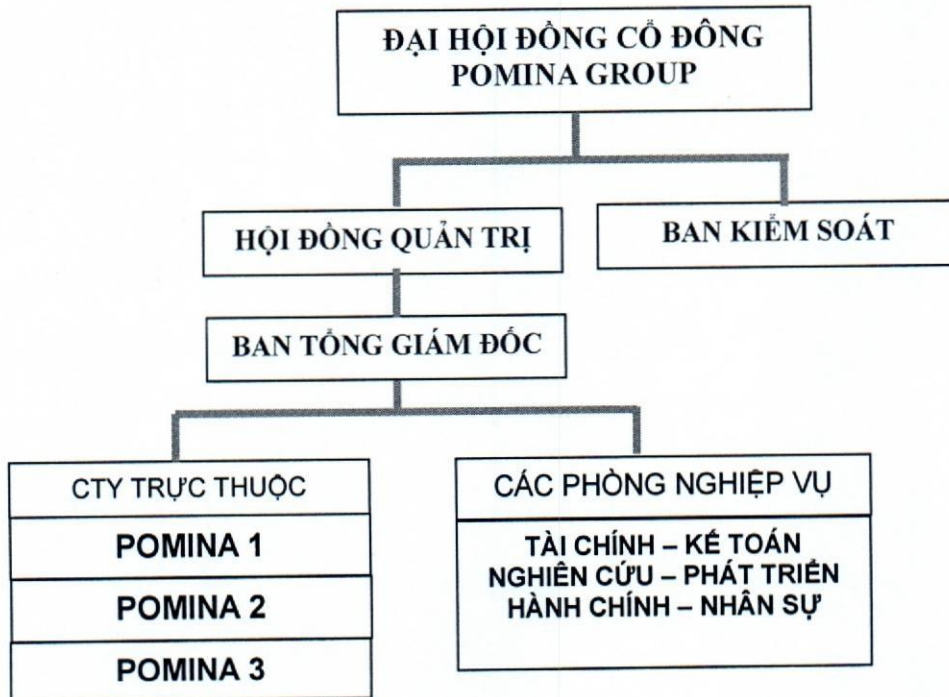 ĐẠI HỘI ĐỒNG CỔ ĐÔNG
POMINA GROUP
HỘI ĐỒNG QUẢN TRỊ
BAN KIỂM SOÁT
BAN TỔNG GIÁM ĐỐC
CTY TRỰC THUỘC
POMINA 1
POMINA 2
POMINA 3
CÁC PHÒNG NGHIỆP VỤ
TÀI CHÍNH – KẾ TOÁN
NGHIÊN CỨU – PHÁT TRIỂN
HÀNH CHÍNH – NHÂN SỰ